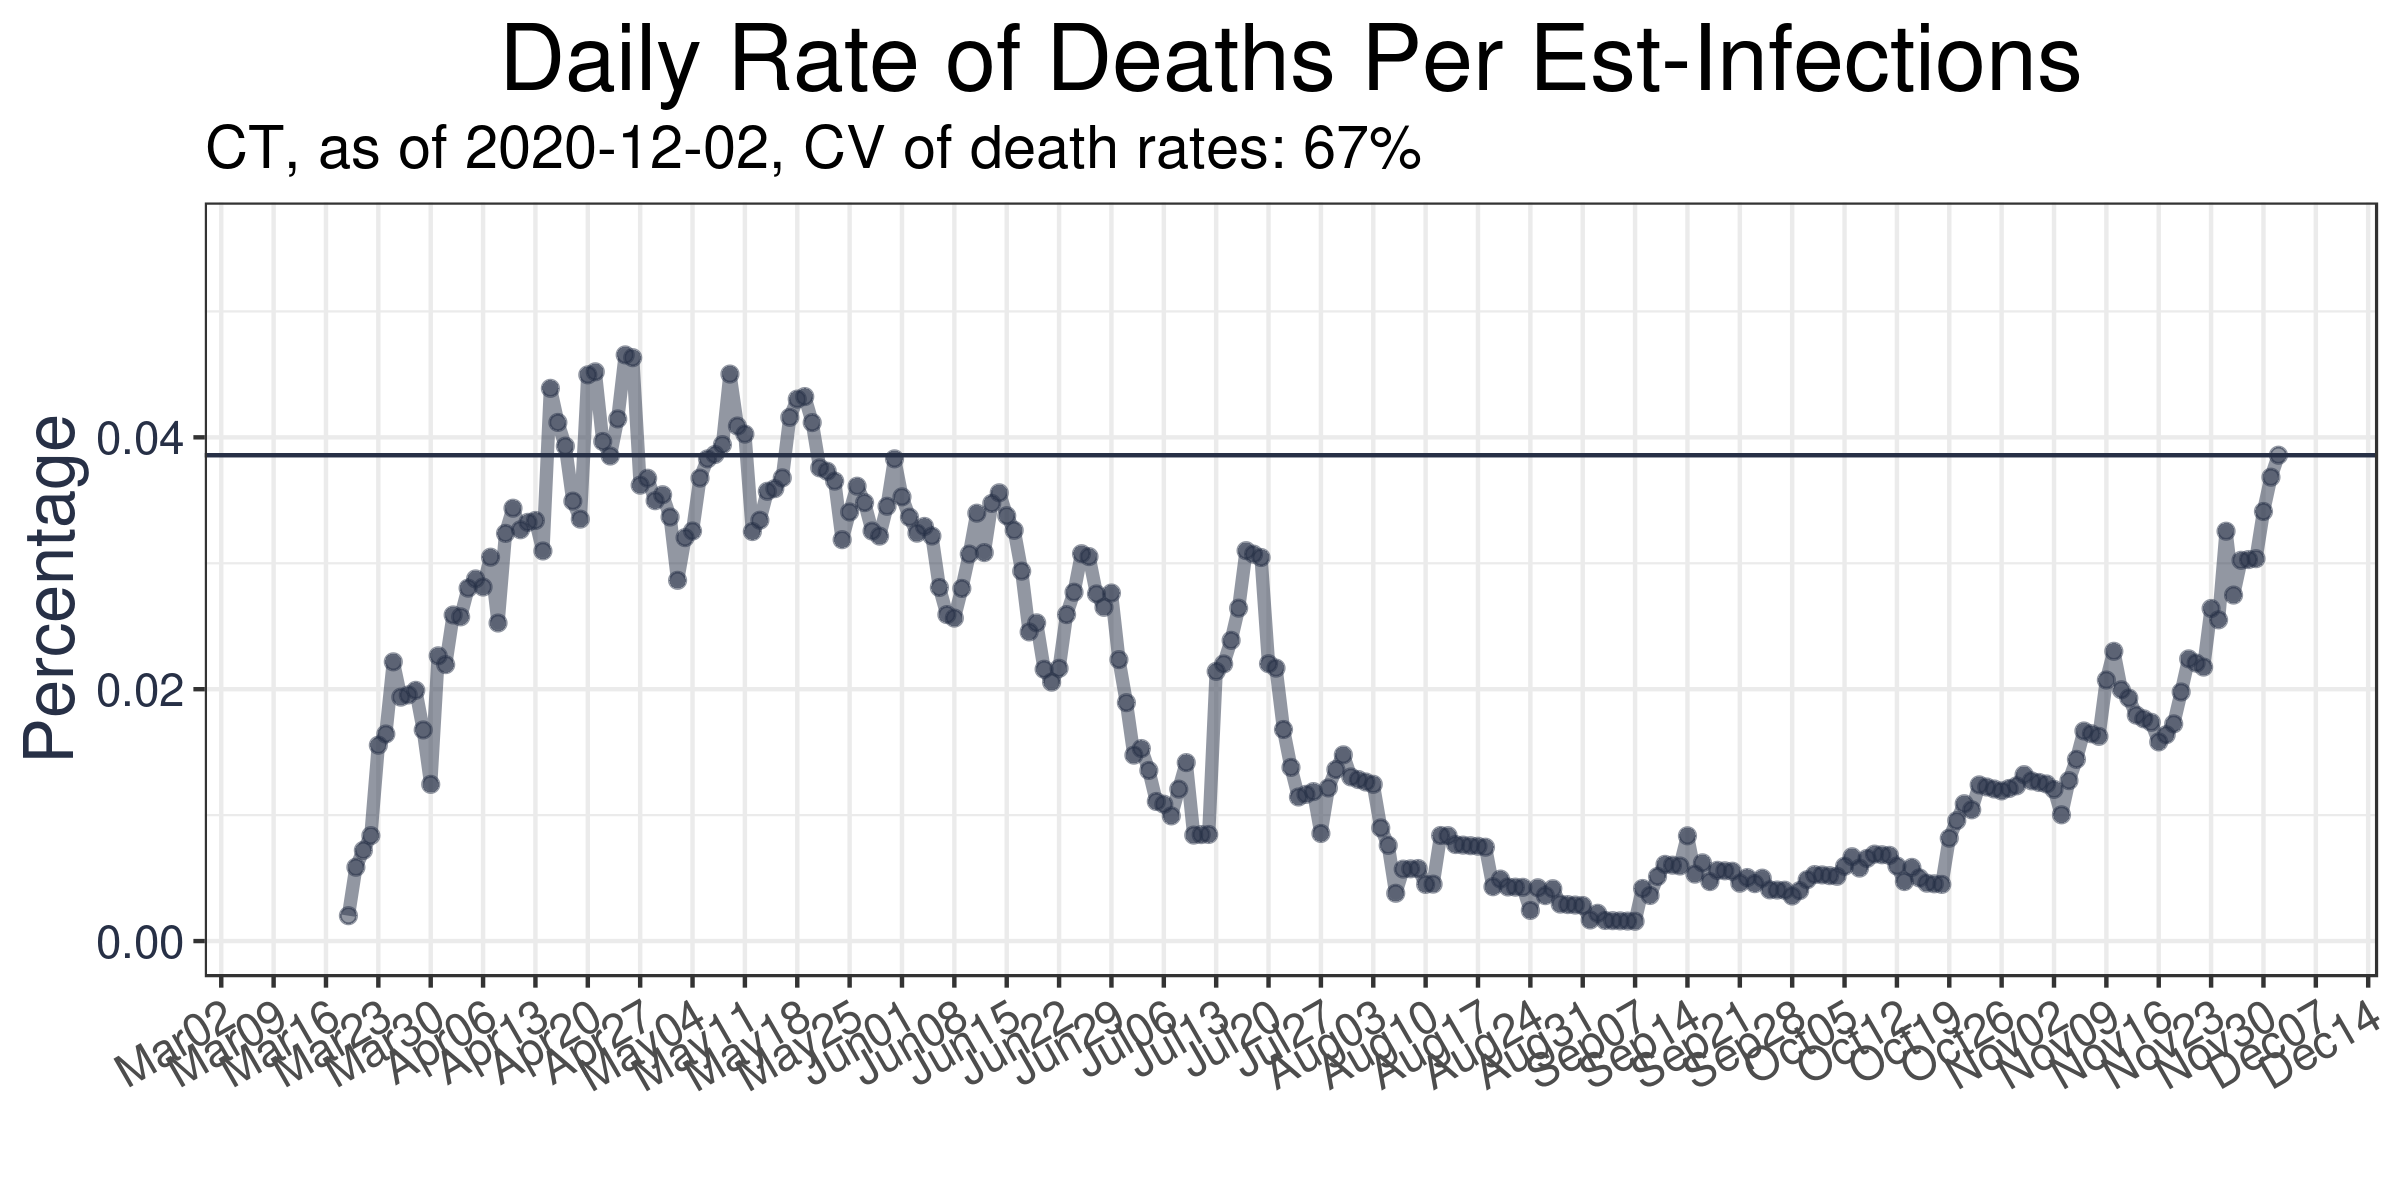 Daily Rate of Deaths Per Est-Infections
CT, as of 2020-12-02, CV of death rates: 67%
Percentage
0.04
0.02
0.00
Mar02
Mar09
Mar16
Mar23
Mar30
Apr06
Apr13
Apr20
Apr27
May04
May11
May18
May25
Jun01
Jun08
Jun15
Jun22
Jun29
Jul06
Jul13
Jul20
Jul27
Aug03
Aug10
Aug17
Aug24
Aug31
Sep07
Sep14
Sep21
Sep28
Oct05
Oct12
Oct19
Oct26
Nov02
Nov09
Nov16
Nov23
Nov30
Dec07
Dec14